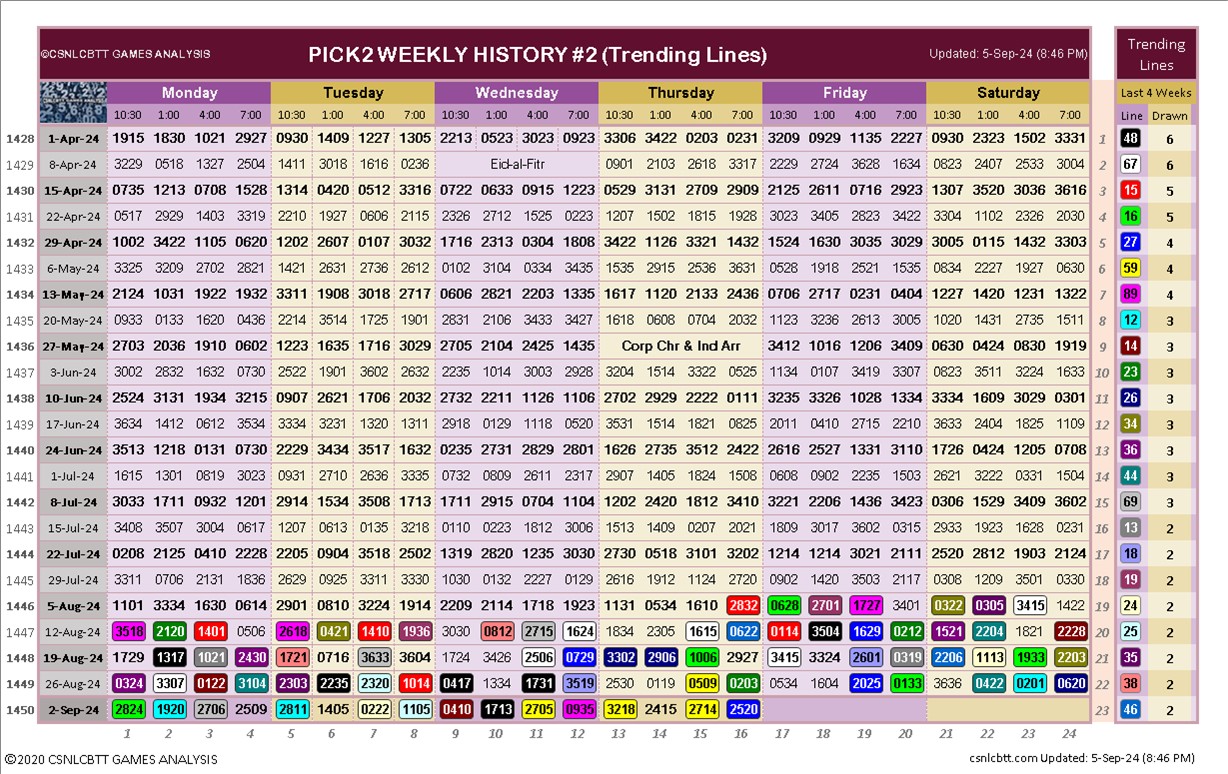 ©CSNLCBTT GAMES ANALYSIS PICK2 WEEKLY HISTORY #2 (Trending Lines) Updated: 5-Sep-24 (8:46 PM) Trending Lines
Monday Tuesday Wednesday Thursday Friday Saturday Last 4 Weeks
10:30 1:00 4:00 7:00 10:30 1:00 4:00 7:00 10:30 1:00 4:00 7:00 10:30 1:00 4:00 7:00 10:30 1:00 4:00 7:00 10:30 1:00 4:00 7:00 Line Drawn
1428 1-Apr-24 1915 1830 1021 2927 0930 1409 1227 1305 2213 0523 3023 0923 3306 3422 0203 0231 3209 0929 1135 2227 0930 2323 1502 3331 1 48 6
1429 8-Apr-24 3229 0518 1327 2504 1411 3018 1616 0236 Eid-al-Fitr 0901 2103 2618 3317 2229 2724 3628 1634 0823 2407 2533 3004 2 67 6
1430 15-Apr-24 0735 1213 0708 1528 1314 0420 0512 3316 0722 0633 0915 1223 0529 3131 2709 2909 2125 2611 0716 2923 1307 3520 3036 3616 3 15 5
1431 22-Apr-24 0517 2929 1403 3319 2210 1927 0606 2115 2326 2712 1525 0223 1207 1502 1815 1928 3023 3405 2823 3422 3304 1102 2326 2030 4 16 5
1432 29-Apr-24 1002 3422 1105 0620 1202 2607 0107 3032 1716 2313 0304 1808 3422 1126 3321 1432 1524 1630 3035 3029 3005 0115 1432 3303 5 27 4
1433 6-May-24 3325 3209 2702 2821 1421 2631 2736 2616 0102 3104 0334 3435 1535 2915 2536 3631 0528 1918 2521 1535 0834 2227 1927 0630 6 59 4
1434 13-May-24 2124 1031 1922 1932 3311 1908 3018 2717 0606 2821 2203 1335 1617 1120 2133 2436 0706 2717 0231 0404 1227 1420 1231 1322 7 89 4
1435 20-May-24 0933 0133 1620 0436 2214 3514 1725 1901 2831 2106 3433 3427 1618 0608 0704 2032 1123 3236 2613 3005 1020 1431 2735 1511 8 12 3
1436 27-May-24 2703 2036 1910 0602 1223 1635 1716 3029 2705 2104 2425 1435 Corp Chr & Ind Arr 3412 1016 1206 3409 0630 0424 0830 1919 9 14 3
1437 3-Jun-24 3002 2832 1632 0730 2522 1901 3602 2632 2235 1014 3003 2928 3204 1514 3322 0525 1134 0107 3419 3307 0823 3511 3224 1633 10 23 3
1438 10-Jun-24 2524 3131 1934 3215 0907 2621 1706 2032 2732 2211 1126 1106 2702 2929 2222 0111 3235 3326 1028 1334 3334 1609 3029 0301 11 26 3
1439 17-Jun-24 3634 1412 0612 3534 3334 3231 1320 1311 2918 0129 1118 0520 3531 1514 1821 0825 2011 0410 2715 2210 3633 2404 1825 1109 12 34 3
1440 24-Jun-24 3513 1218 0131 0730 2229 3434 3517 1632 0235 2731 2829 2801 1626 2735 3512 2422 2616 2527 1331 3110 1726 0424 1205 0708 13 36 3
1441 1-Jul-24 1615 1301 0819 3023 0931 2710 2636 3335 0732 0809 2611 2317 2907 1405 1824 1508 0608 0902 2235 1503 2621 3222 0331 1504 14 44 3
1442 8-Jul-24 3033 1711 0932 1201 2914 1534 3508 1713 1711 2915 0704 1104 1202 2420 1812 3410 3221 2206 1436 3423 0306 1529 3409 3602 15 69 3
1443 15-Jul-24 3408 3507 3004 0617 1207 0613 0135 3218 0110 0223 1812 3006 1513 1409 0207 2021 1809 3017 3602 0315 2933 1923 1628 0231 16 13 2
1444 22-Jul-24 0208 2125 0410 2228 2205 0904 3518 2502 1319 2820 1235 3030 2730 0518 3101 3202 1214 1214 3021 2111 2520 2812 1903 2124 17 18 2
1445 29-Jul-24 3311 0706 2131 1836 2629 0925 3311 3330 1030 0132 2227 0129 2616 1912 1124 2720 0902 1420 3503 2117 0308 1209 3501 0330 18 19 2
1446 5-Aug-24 1101 3334 1630 0614 2901 0810 3224 1914 2209 2114 1718 1923 1131 0534 1610 2832 0628 2701 1727 3401 0322 0305 3415 1422 19 24 2
1447 12-Aug-24 3518 2120 1401 0506 2618 0421 1410 1936 3030 0812 2715 1624 1834 2305 1615 0622 0114 3504 1629 0212 1521 2204 1821 2228 20 25 2
1448 19-Aug-24 1729 1317 1021 2430 1721 0716 3633 3604 1724 3426 2506 0729 3302 2906 1006 2927 3415 3324 2601 0319 2206 1113 1933 2203 21 35 2
1449 26-Aug-24 0324 3307 0122 3104 2303 2235 2320 1014 0417 1334 1731 3519 2530 0119 0509 0203 0534 1604 2025 0133 3636 0422 0201 0620 22 38 2
1450 2-Sep-24 2824 1920 2706 2509 2811 1405 0222 1105 0410 1713 2705 0935 3218 2415 2714 2520 23 46 2
1 2 3 4 5 6 7 8 9 10 11 12 13 14 15 16 17 18 19 20 21 22 23 24
©2020 CSNLCBTT GAMES ANALYSIS csnlcbtt.com Updated: 5-Sep-24 (8:46 PM)